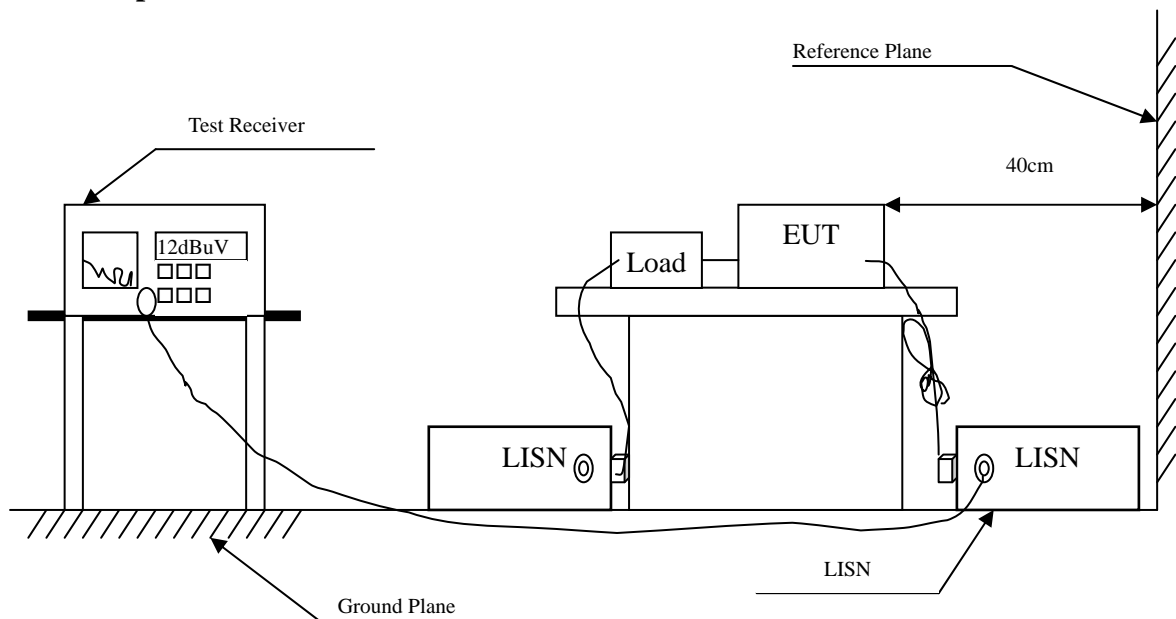 Reference Plane
Test Receiver
40cm
EUT
12dBuV
Load
LISN
LISN
LISN
Ground Plane